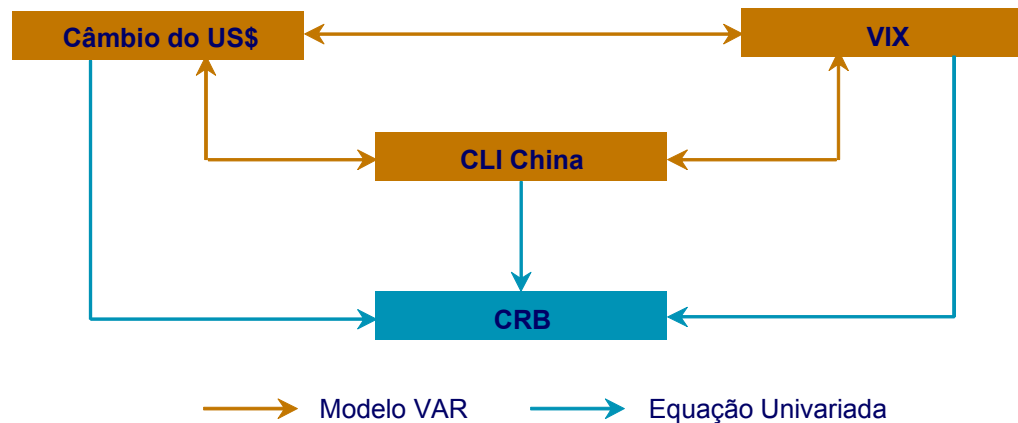 Câmbio do US$
VIX
CLI China
CRB
Modelo VAR
Equação Univariada